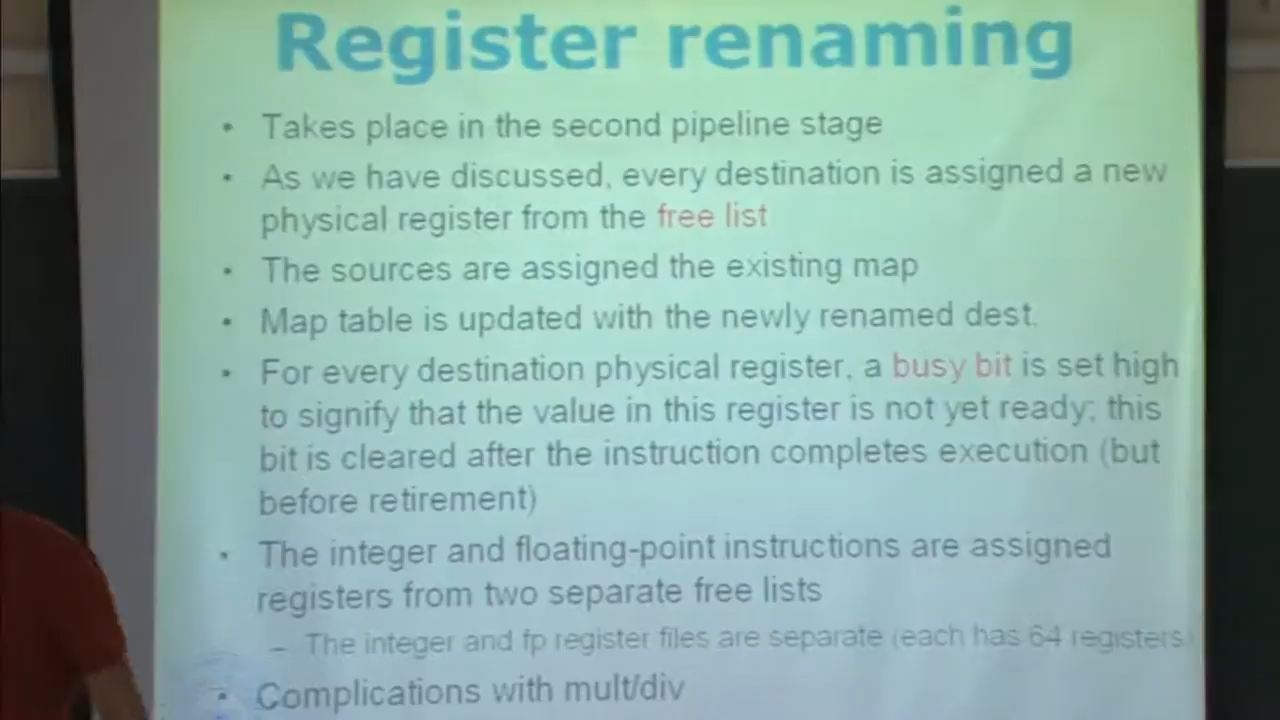 Register renaming
• Takes place in the second pipeline stage
• As we have discussed, every destination is assigned a new
physical register from the free list
• The sources are assigned the existing map
• Map table is updated with the newly renamed dest.
• For every destination physical register, a busy bit is set high
to signify that the value in this register is not yet ready; this
bit is cleared after the instruction completes execution (but
before retirement)
• The integer and floating-point instructions are assigned
registers from two separate free lists
– The integer and fp register files are separate (each has 64 registers)
• Complications with mult/div